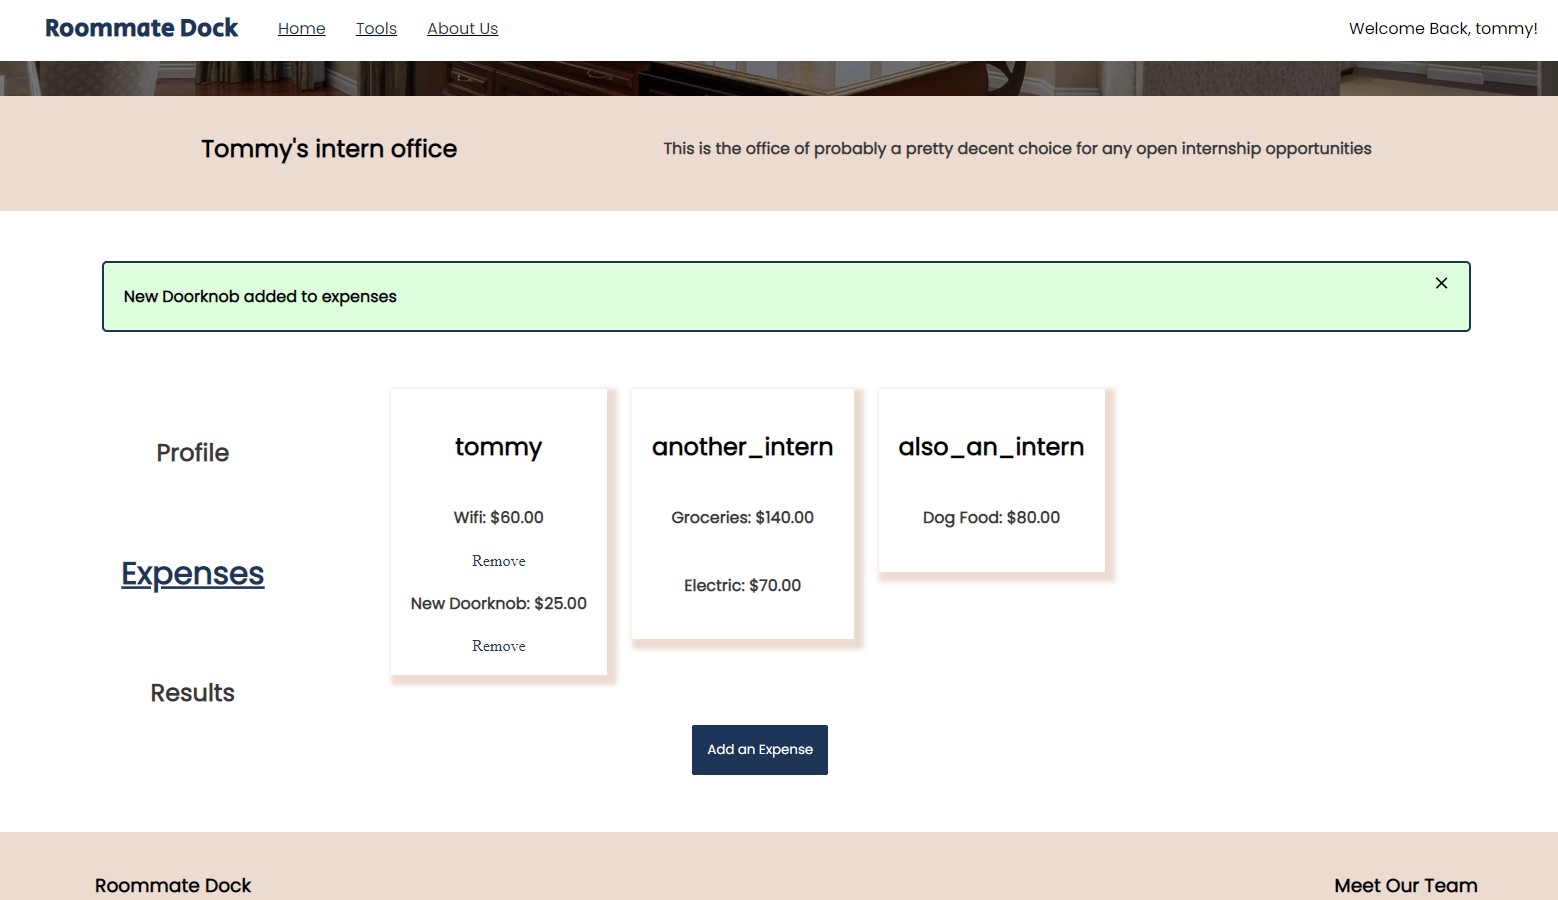 Roommate Dock Home Tools About Us Welcome Back, tommy!
Tommy's intern office This is the office of probably a pretty decent choice for any open internship opportunities
New Doorknob added to expenses
Profile
Expenses
Results
tommy
Wifi: $60.00
Remove
New Doorknob: $25.00
Remove
another_intern
Groceries: $140.00
Electric: $70.00
also_an_intern
Dog Food: $80.00
Add an Expense
Roommate Dock Meet Our Team